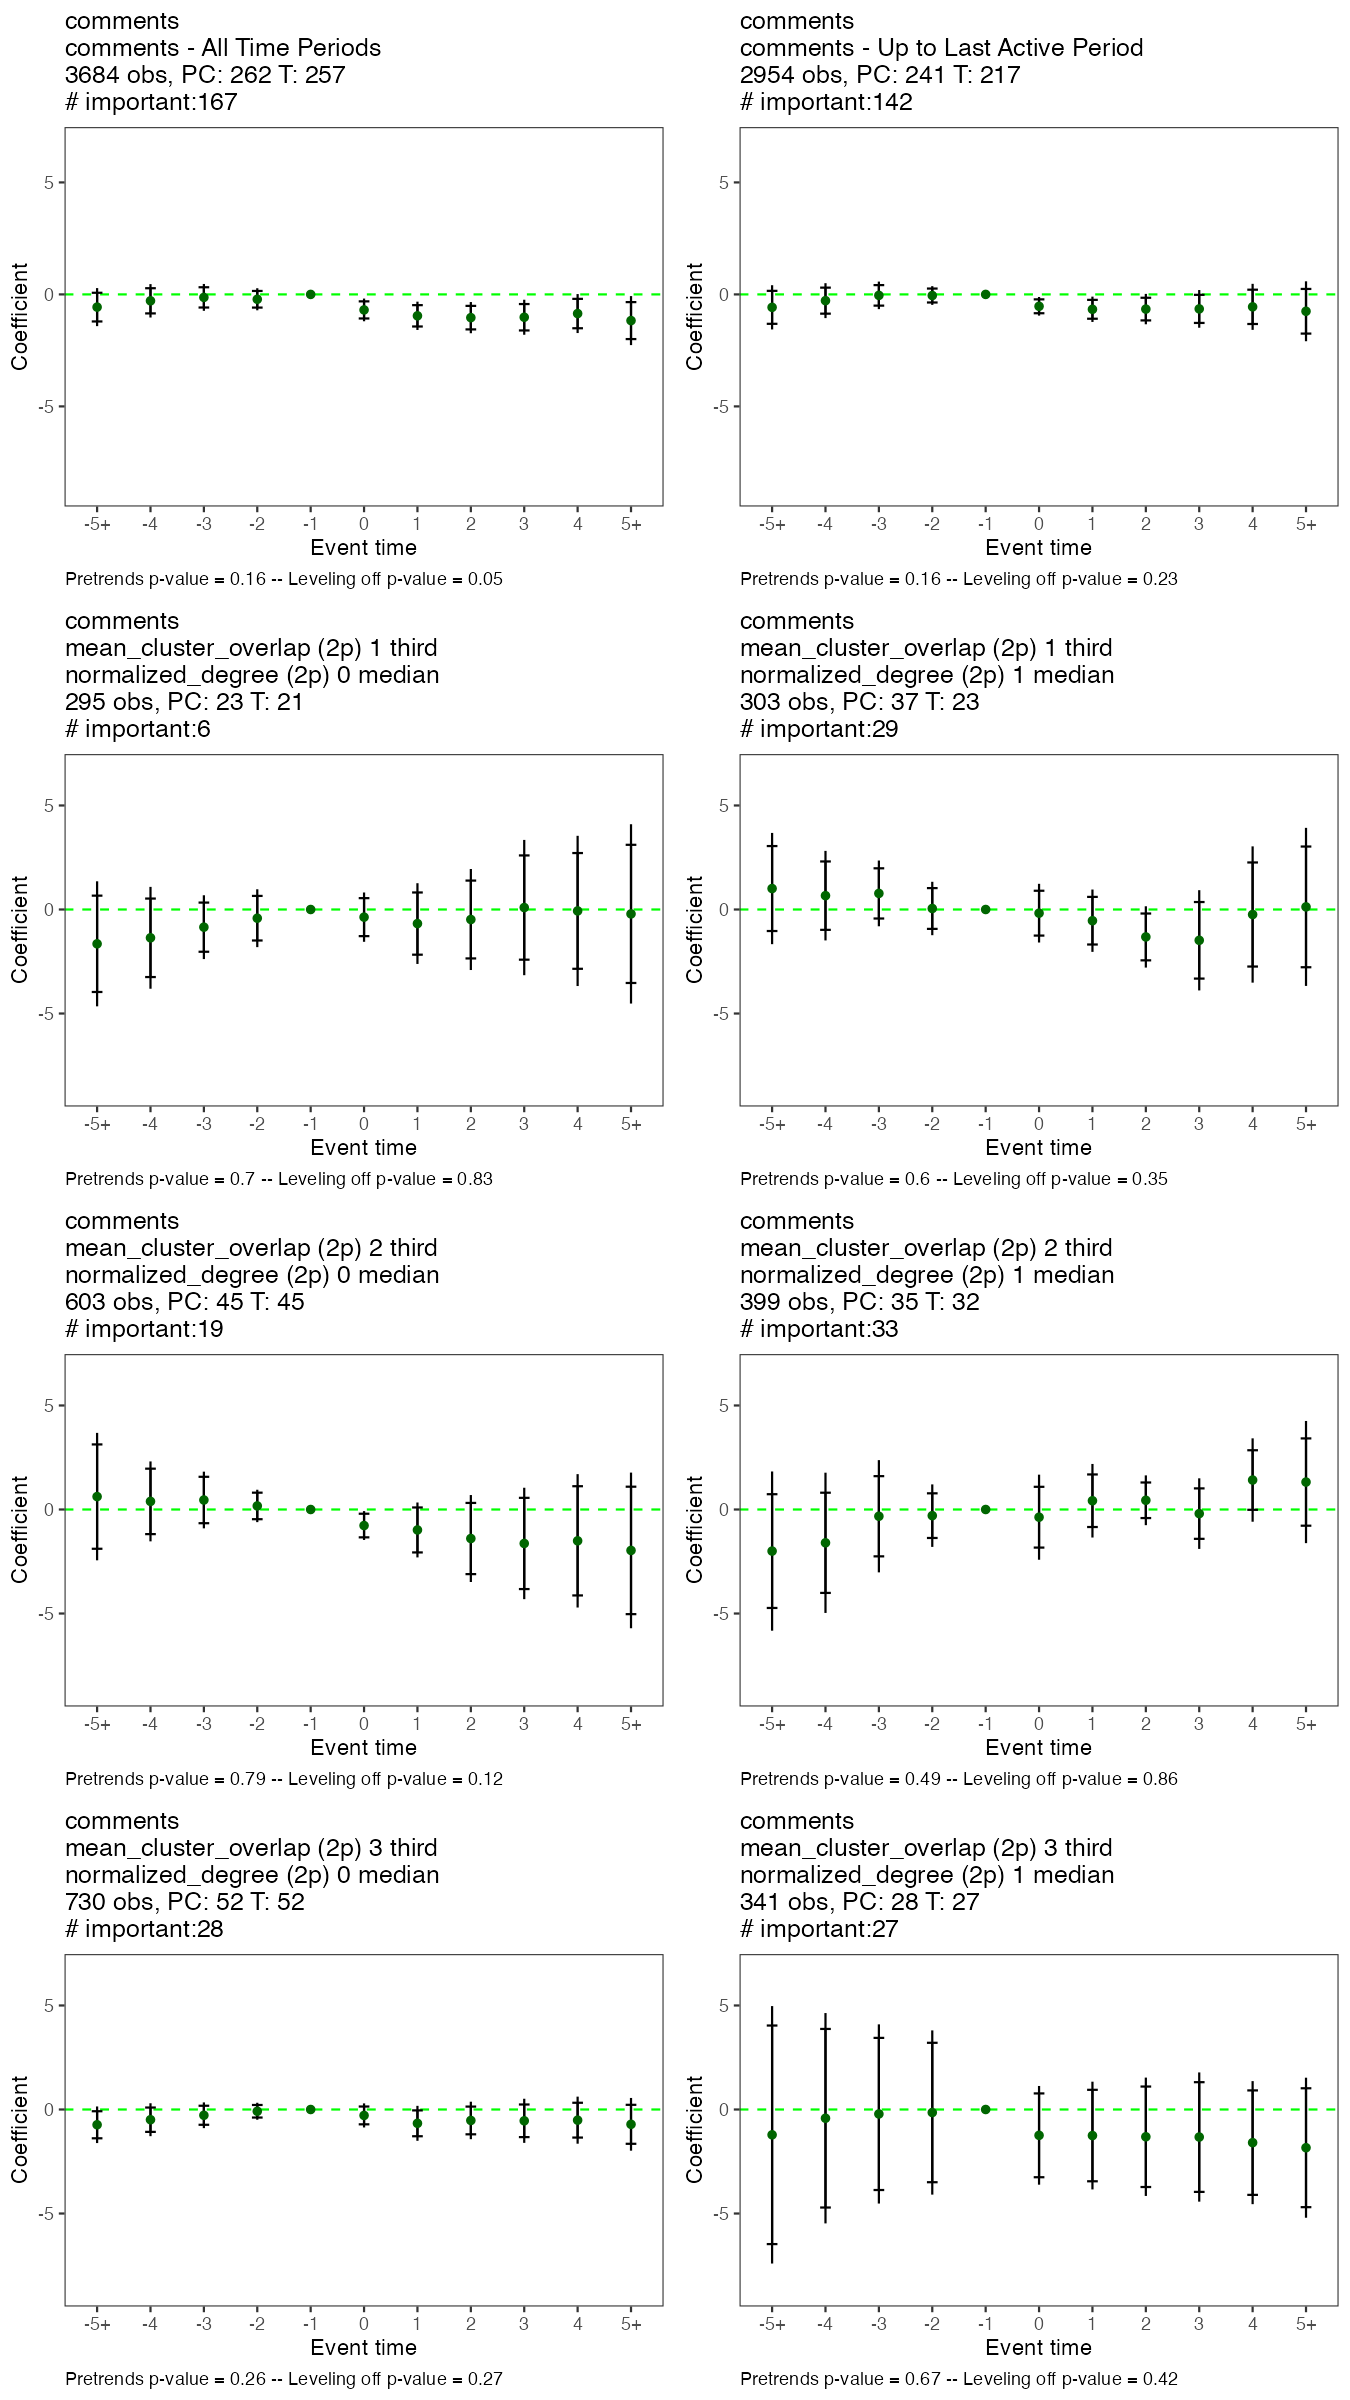 comments
comments - All Time Periods
3684 obs, PC: 262 T: 257
# important:167
5
0
-5
Coefficient
-5+ -4 -3 -2 -1 0 1 2 3 4 5+
Event time
Pretrends p-value = 0.16 -- Leveling off p-value = 0.05
comments
comments - Up to Last Active Period
2954 obs, PC: 241 T: 217
# important:142
5
0
-5
Coefficient
-5+ -4 -3 -2 -1 0 1 2 3 4 5+
Event time
Pretrends p-value = 0.16 -- Leveling off p-value = 0.23
comments
mean_cluster_overlap (2p) 1 third
normalized_degree (2p) 0 median
295 obs, PC: 23 T: 21
# important:6
5
0
-5
Coefficient
-5+ -4 -3 -2 -1 0 1 2 3 4 5+
Event time
Pretrends p-value = 0.7 -- Leveling off p-value = 0.83
comments
mean_cluster_overlap (2p) 1 third
normalized_degree (2p) 1 median
303 obs, PC: 37 T: 23
# important:29
5
0
-5
Coefficient
-5+ -4 -3 -2 -1 0 1 2 3 4 5+
Event time
Pretrends p-value = 0.6 -- Leveling off p-value = 0.35
comments
mean_cluster_overlap (2p) 2 third
normalized_degree (2p) 0 median
603 obs, PC: 45 T: 45
# important:19
5
0
-5
Coefficient
-5+ -4 -3 -2 -1 0 1 2 3 4 5+
Event time
Pretrends p-value = 0.79 -- Leveling off p-value = 0.12
comments
mean_cluster_overlap (2p) 2 third
normalized_degree (2p) 1 median
399 obs, PC: 35 T: 32
# important:33
5
0
-5
Coefficient
-5+ -4 -3 -2 -1 0 1 2 3 4 5+
Event time
Pretrends p-value = 0.49 -- Leveling off p-value = 0.86
comments
mean_cluster_overlap (2p) 3 third
normalized_degree (2p) 0 median
730 obs, PC: 52 T: 52
# important:28
5
0
-5
Coefficient
-5+ -4 -3 -2 -1 0 1 2 3 4 5+
Event time
Pretrends p-value = 0.26 -- Leveling off p-value = 0.27
comments
mean_cluster_overlap (2p) 3 third
normalized_degree (2p) 1 median
341 obs, PC: 28 T: 27
# important:27
5
0
-5
Coefficient
-5+ -4 -3 -2 -1 0 1 2 3 4 5+
Event time
Pretrends p-value = 0.67 -- Leveling off p-value = 0.42